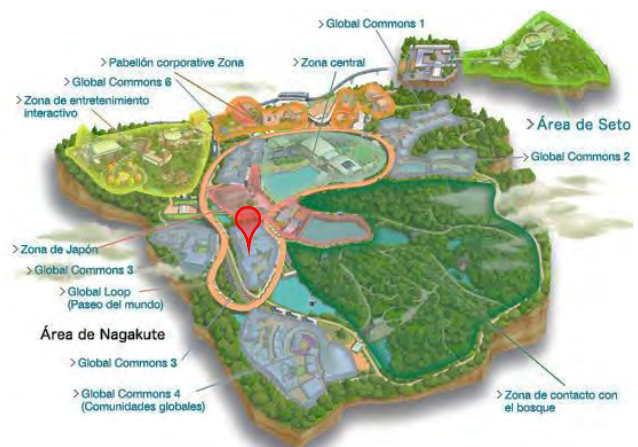 > Global Commons 1
> Pabellón corporative Zona
> Zona central
> Global Commons 6
> Zona de entretenimiento
interactivo
> Área de Seto
> Global Commons 2
> Zona de Japón
> Global Commons 3
> Global Loop
(Paseo del mundo)
Área de Nagakute
> Global Commons 3
> Global Commons 4
(Comunidades globales)
> Zona de contacto con
el bosque